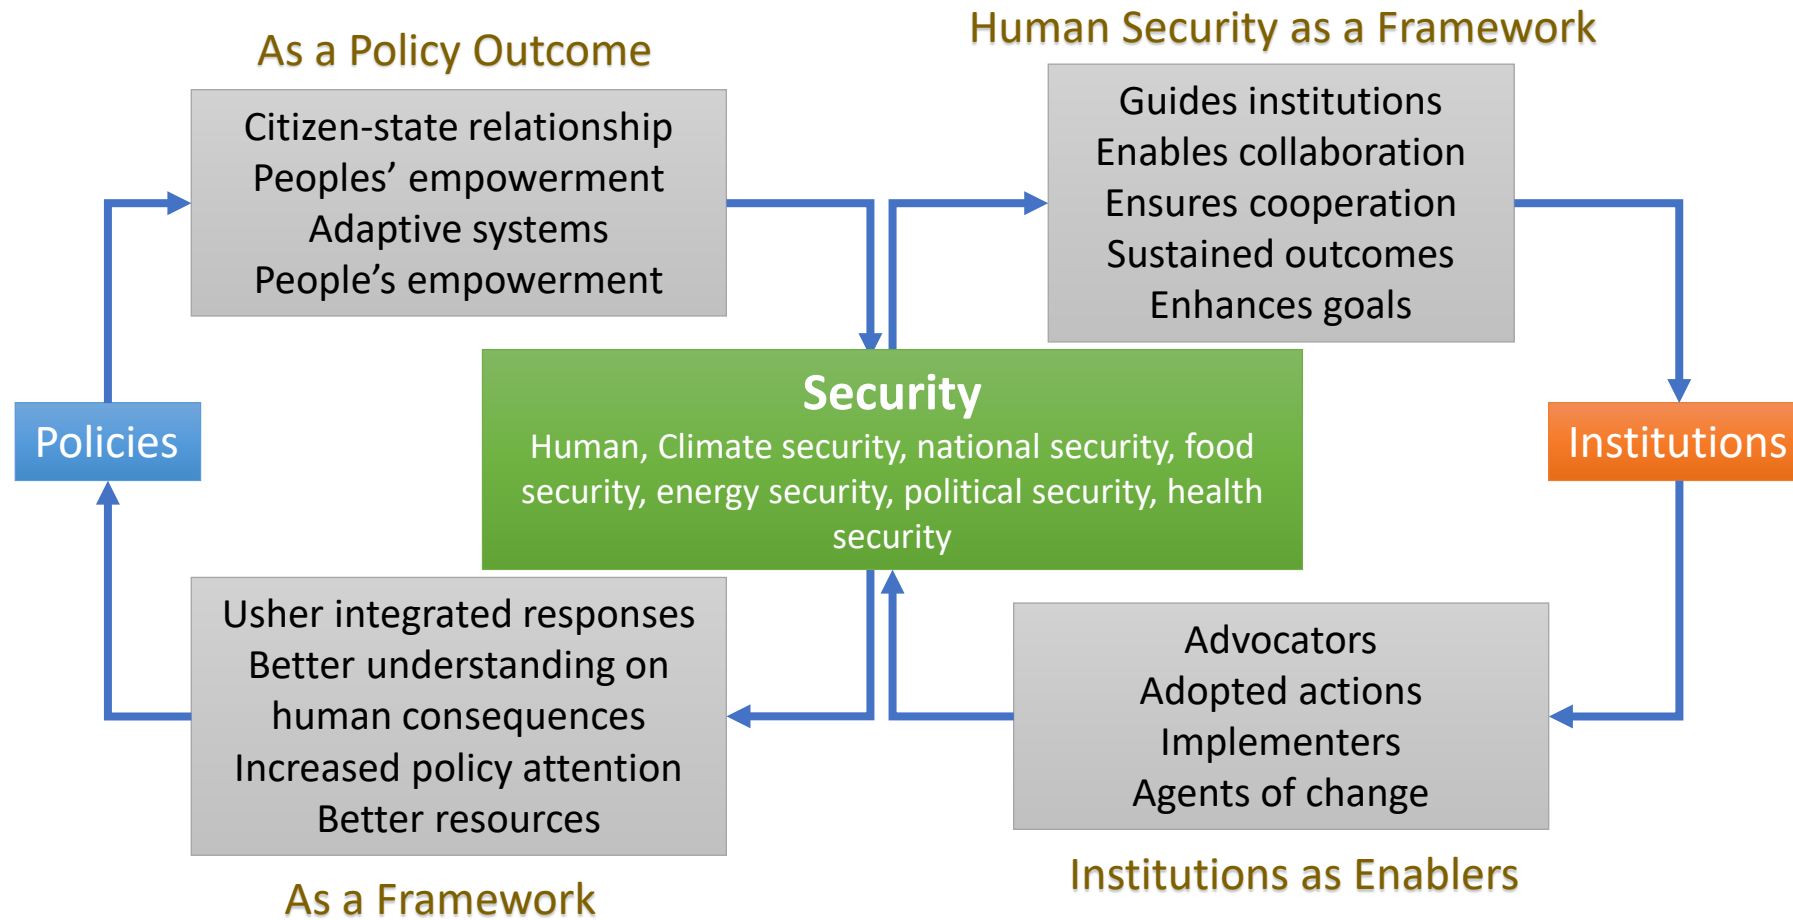 As a Policy Outcome
Citizen-state relationship
Peoples’ empowerment
Adaptive systems
People’s empowerment
Human Security as a Framework
Guides institutions
Enables collaboration
Ensures cooperation
Sustained outcomes
Enhances goals
Policies
Security
Human, Climate security, national security, food
security, energy security, political security, health
security
Institutions
Usher integrated responses
Better understanding on
human consequences
Increased policy attention
Better resources
As a Framework
Advocators
Adopted actions
Implementers
Agents of change
Institutions as Enablers